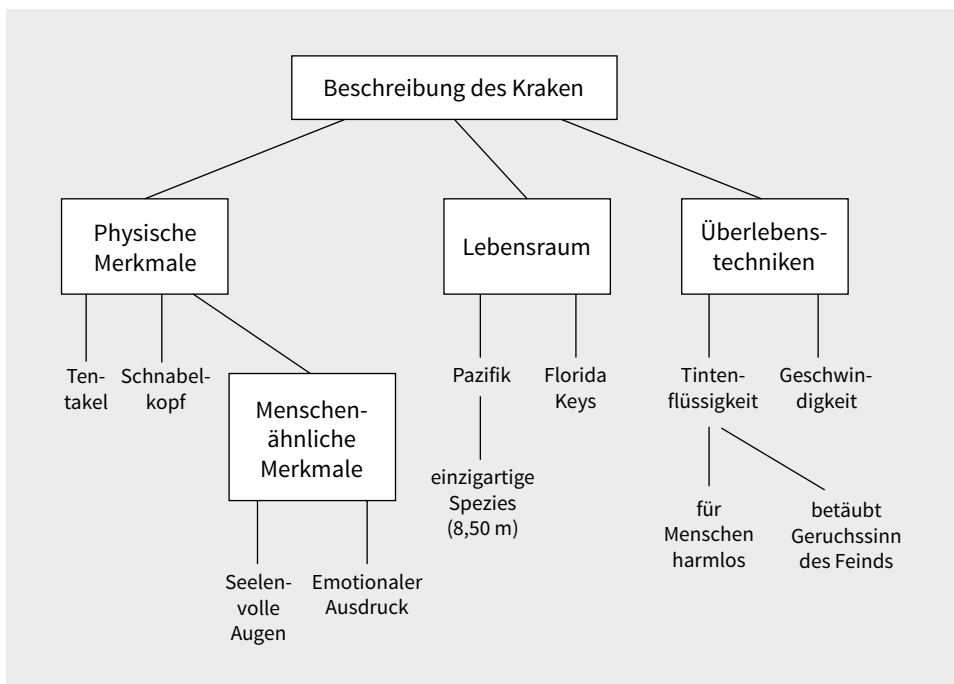 Beschreibung des Kraken
Physische
Merkmale
Lebensraum
Überlebens-
techniken
Ten-
takel
Schnabel-
kopf
Menschen-
ähnliche
Merkmale
Pazifik
Florida
Keys
Tinten-
flüssigkeit
Geschwin-
digkeit
einzigartige
Spezies
(8,50 m)
für
Menschen
harmlos
betäubt
Geruchssinn
des Feinds
Seelen-
volle
Augen
Emotionaler
Ausdruck